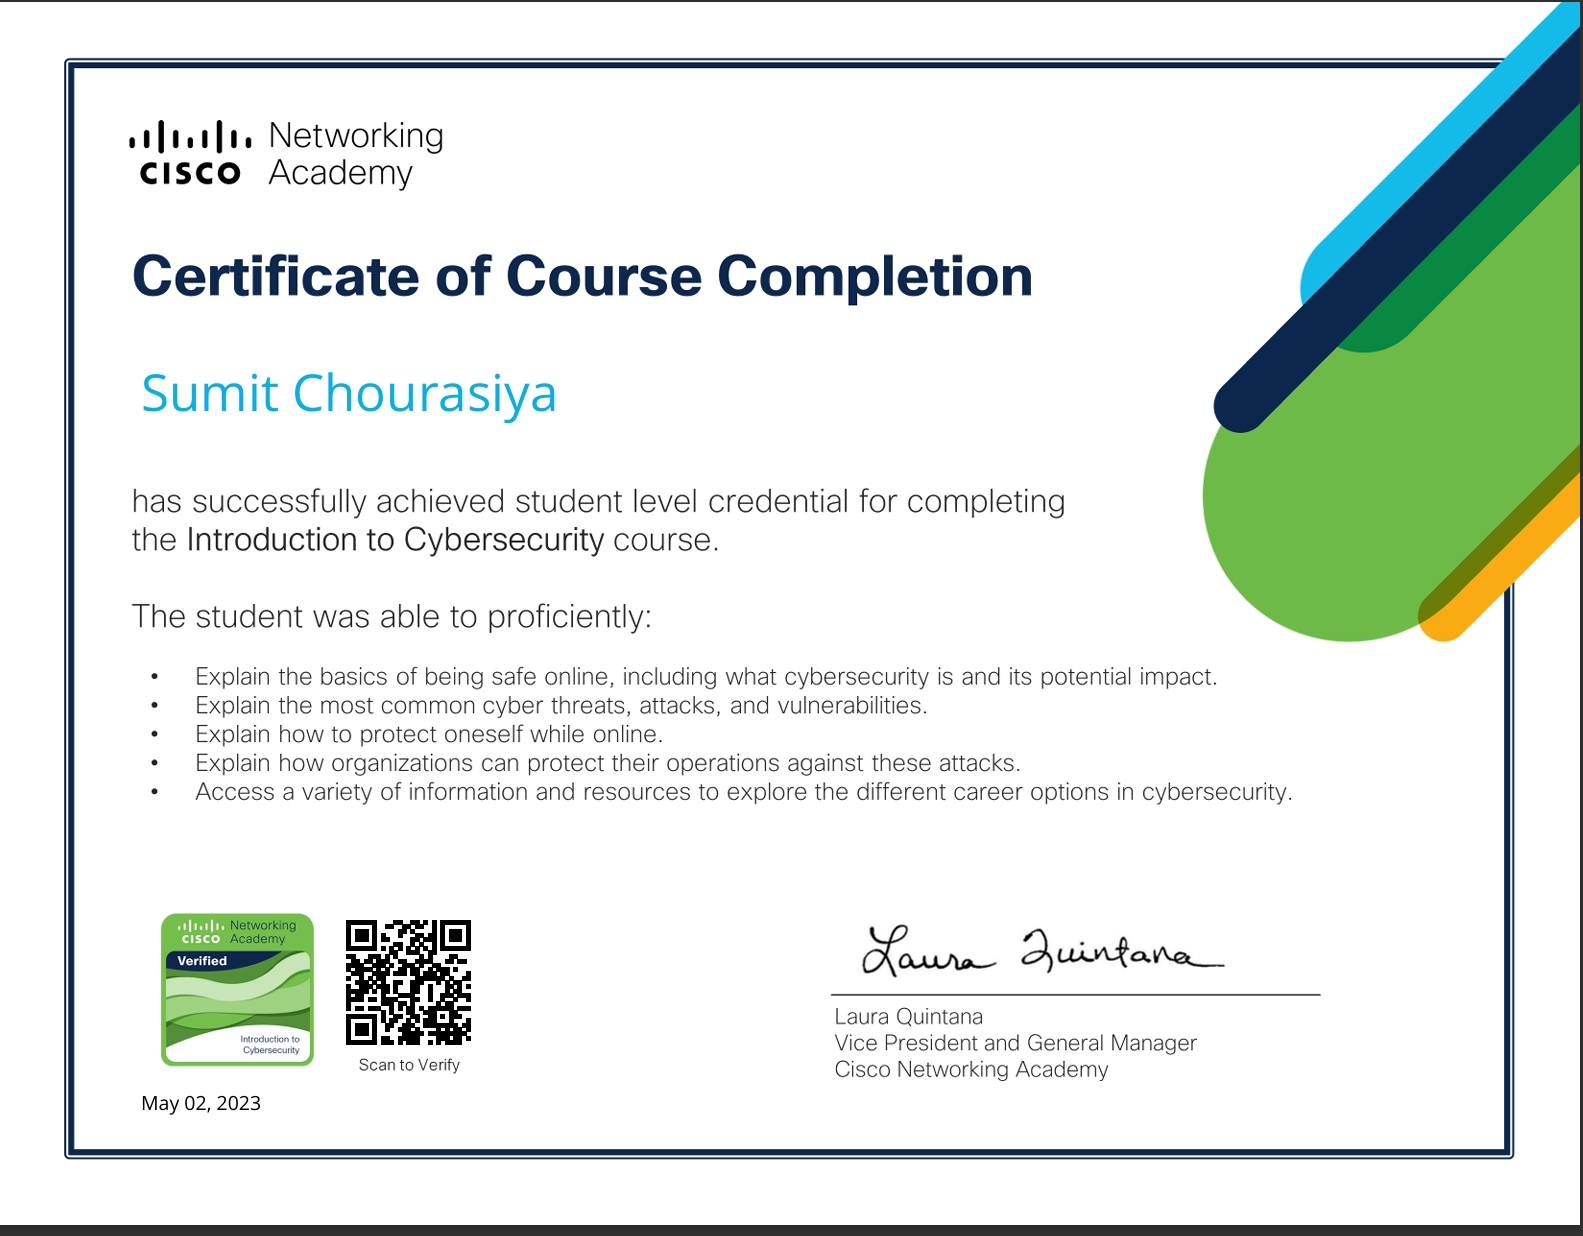 CISCO Networking Academy
Certificate of Course Completion
Sumit Chourasiya
has successfully achieved student level credential for completing
the Introduction to Cybersecurity course.
The student was able to proficiently:
• Explain the basics of being safe online, including what cybersecurity is and its potential impact.
• Explain the most common cyber threats, attacks, and vulnerabilities.
• Explain how to protect oneself while online.
• Explain how organizations can protect their operations against these attacks.
• Access a variety of information and resources to explore the different career options in cybersecurity.
CISCO Networking Academy
Verified
Introduction to
Cybersecurity
Scan to Verify
May 02, 2023
Laura Quintana
Laura Quintana
Vice President and General Manager
Cisco Networking Academy